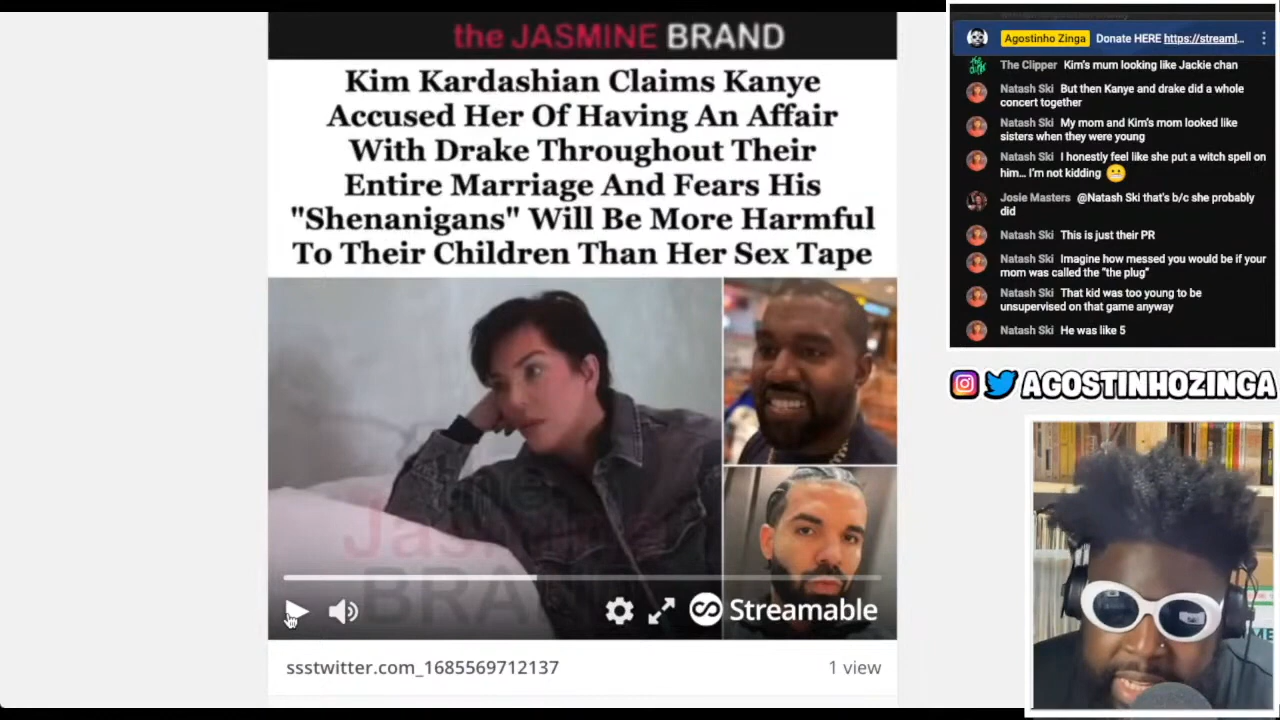 the JASMINE BRAND
Kim Kardashian Claims Kanye
Accused Her Of Having An Affair
With Drake Throughout Their
Entire Marriage And Fears His
"Shenanigans" Will Be More Harmful
To Their Children Than Her Sex Tape
the
Jasmine
BRAND
Streamable
ssstwitter.com_1685569712137
1 view
Agostinho Zinga Donate HERE https://streaml...
The Clipper Kim's mum looking like Jackie chan
Natash Ski But then Kanye and drake did a whole
concert together
Natash Ski My mom and Kim's mom looked like
sisters when they were young
Natash Ski I honestly feel like she put a witch spell on
him... I'm not kidding 😬
Josie Masters @Natash Ski that's b/c she probably
did
Natash Ski This is just their PR
Natash Ski Imagine how messed you would be if your
mom was called the "the plug"
Natash Ski That kid was too young to be
unsupervised on that game anyway
Natash Ski He was like 5
AGOSTINHOZINGA